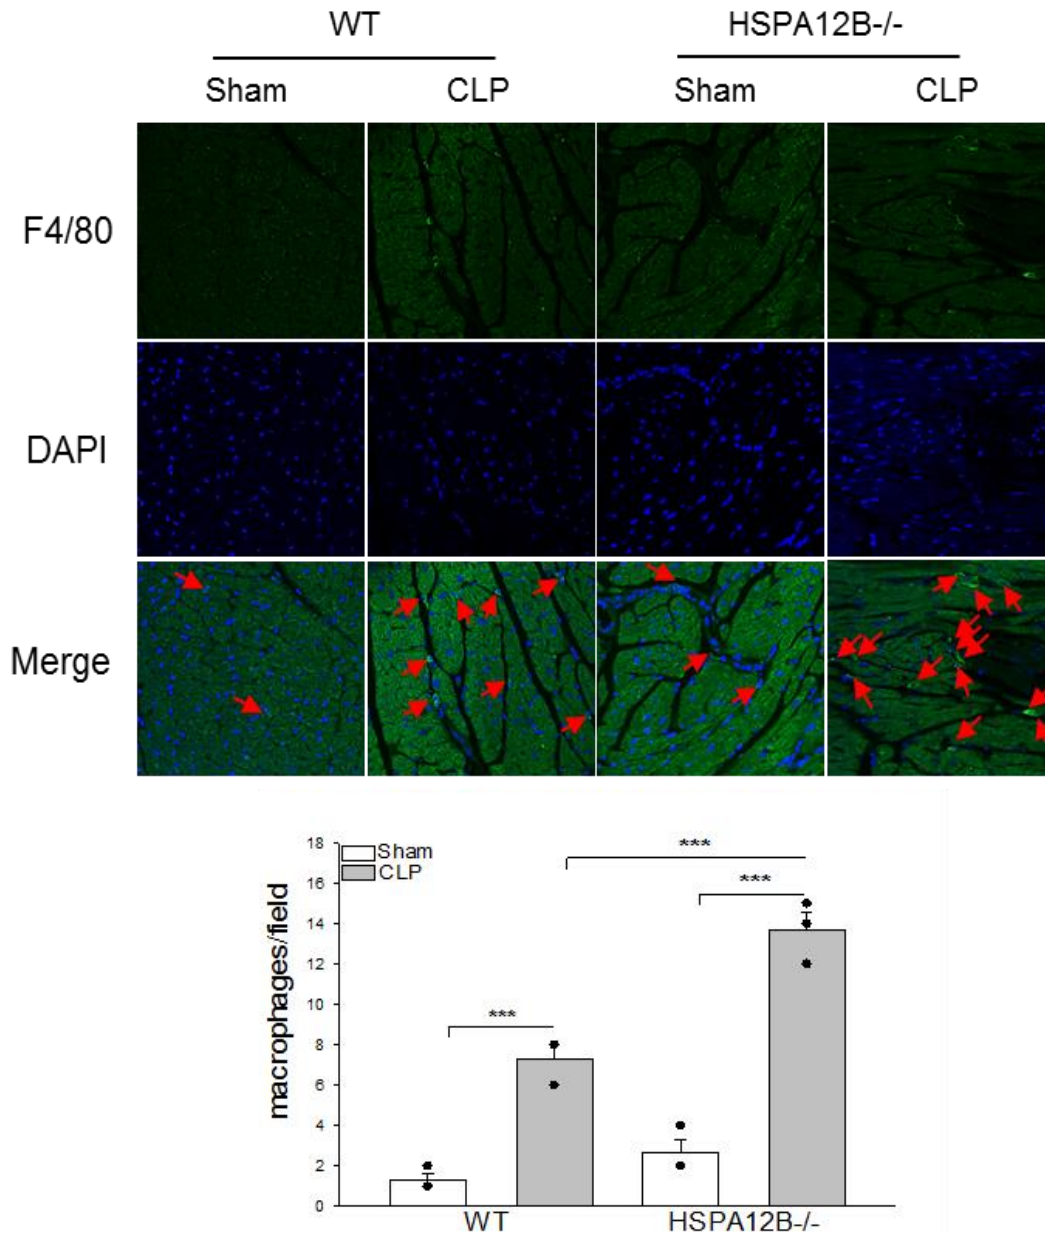 WT HSPA12B-/-
Sham CLP Sham CLP
F4/80
DAPI
Merge
macrophages/field
18
16
14
12
10
8
6
4
2
0
Sham
CLP
***
***
***
WT HSPA12B-/-